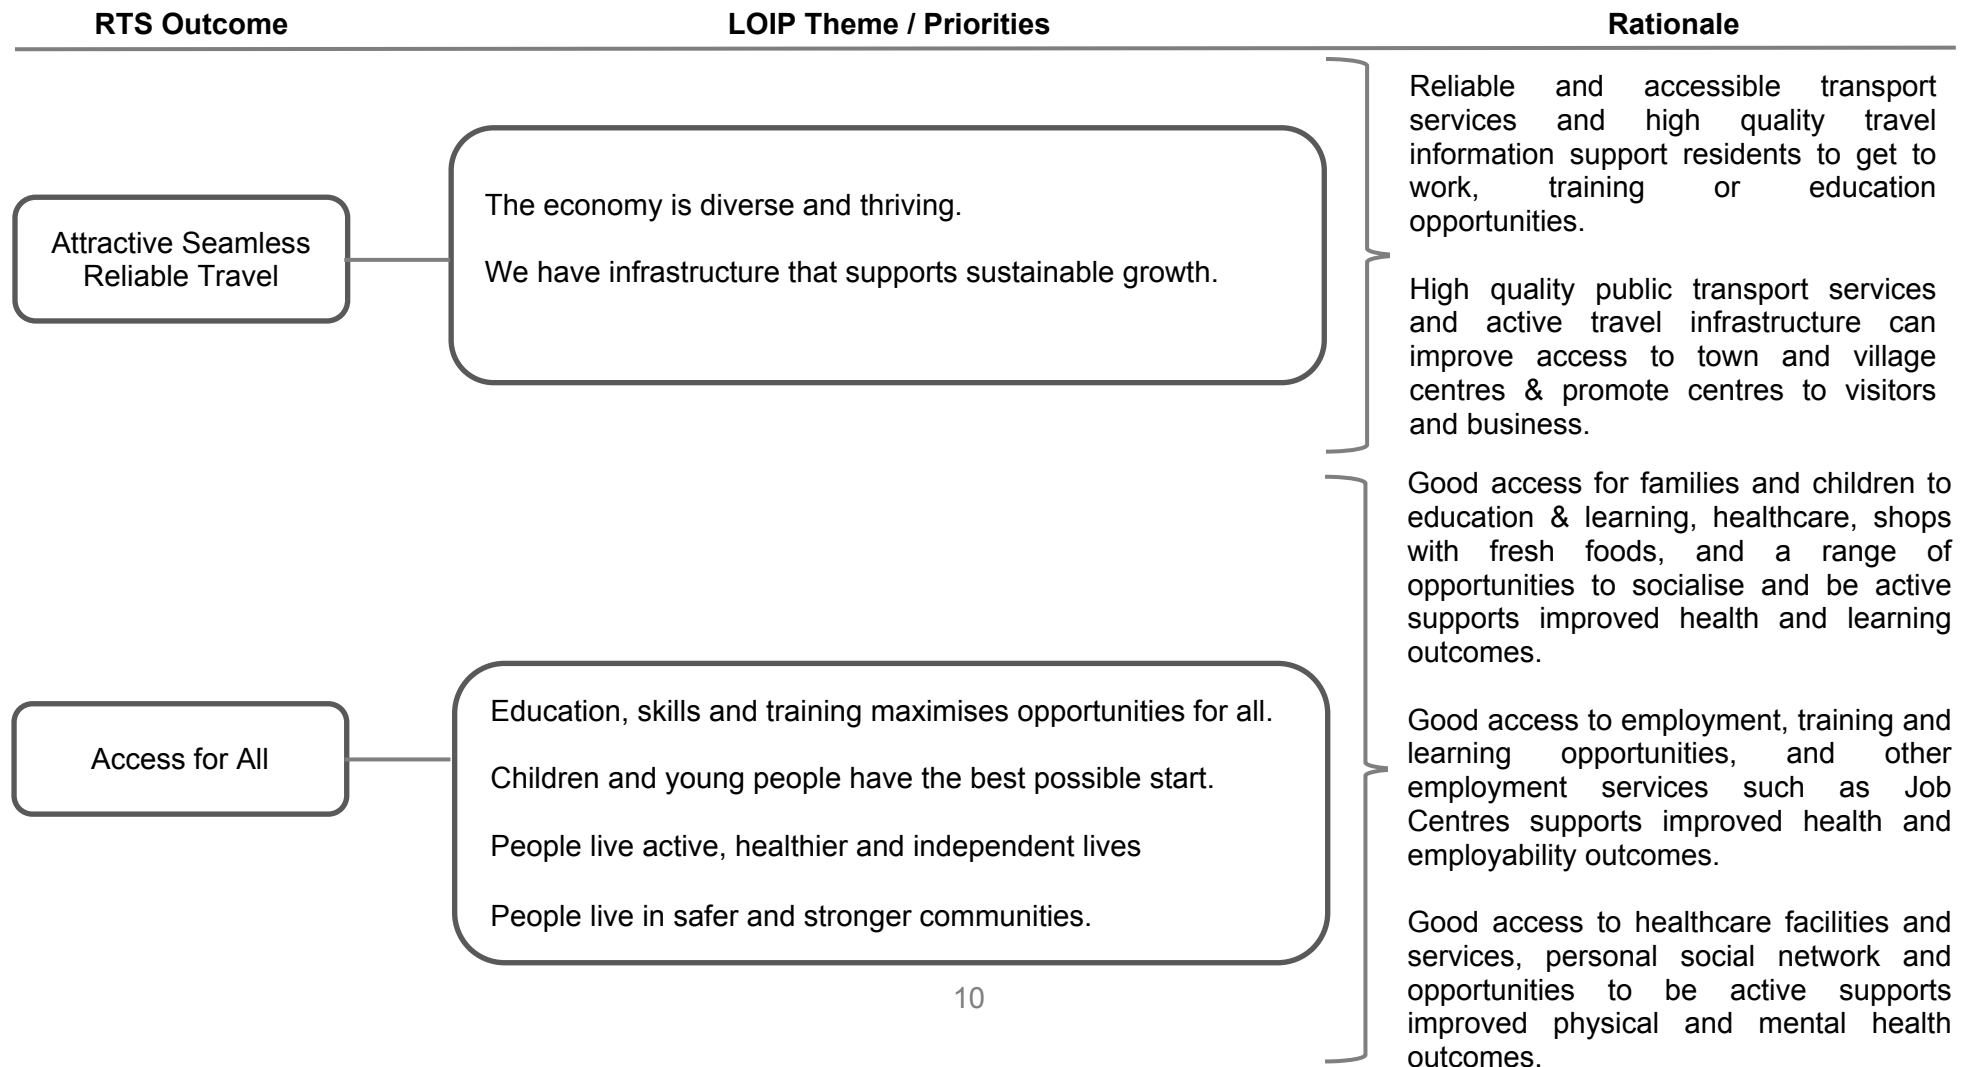 RTS Outcome
LOIP Theme / Priorities
Rationale
Attractive Seamless
Reliable Travel
The economy is diverse and thriving.
We have infrastructure that supports sustainable growth.
Reliable and accessible transport
services and high quality travel
information support residents to get to
work, training or education
opportunities.
High quality public transport services
and active travel infrastructure can
improve access to town and village
centres & promote centres to visitors
and business.
Access for All
Education, skills and training maximises opportunities for all.
Children and young people have the best possible start.
People live active, healthier and independent lives
People live in safer and stronger communities.
Good access for families and children to
education & learning, healthcare, shops
with fresh foods, and a range of
opportunities to socialise and be active
supports improved health and learning
outcomes.
Good access to employment, training and
learning opportunities, and other
employment services such as Job
Centres supports improved health and
employability outcomes.
Good access to healthcare facilities and
services, personal social network and
opportunities to be active supports
improved physical and mental health
outcomes.
10